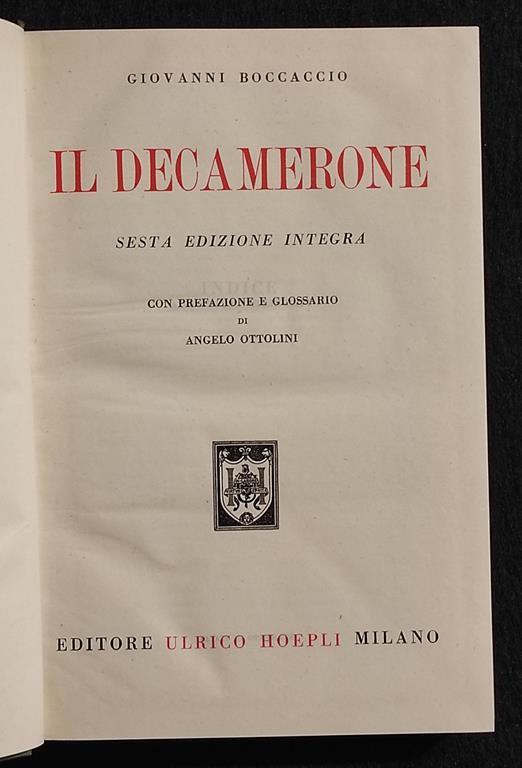 GIOVANNI BOCCACCIO
IL DECAMERONE
SESTA EDIZIONE INTEGRA
INDICE
CON PREFAZIONE E GLOSSARIO
DI
ANGELO OTTOLINI
EDITORE ULRICO HOEPLI MILANO